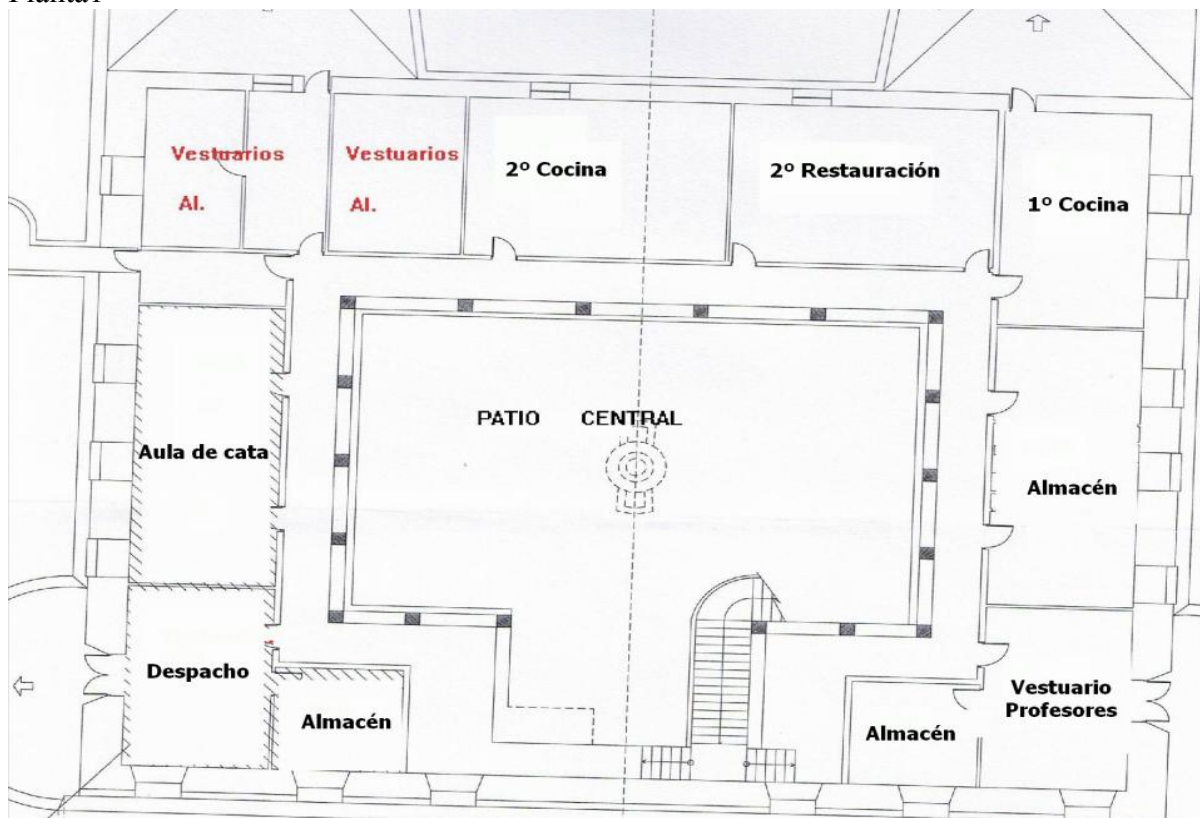 Planta1
Vestuarios
Al.
Vestuarios
Al.
2º Cocina
2º Restauración
1º Cocina
PATIO CENTRAL
Aula de cata
Almacén
Despacho
Almacén
Almacén
Vestuario
Profesores